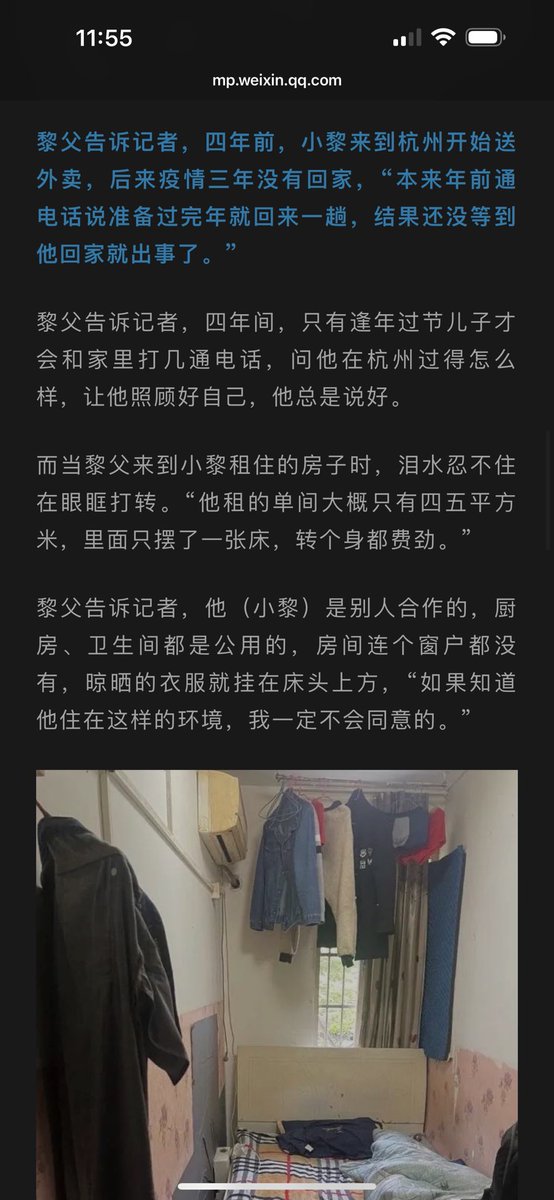 11:55
mp.weixin.qq.com
黎父告诉记者，四年前，小黎来到杭州开始送
外卖，后来疫情三年没有回家，“本来年前通
电话说准备过完年就回来一趟，结果还没等到
他回家就出事了。”
黎父告诉记者，四年间，只有逢年过节儿子才
会和家里打几通电话，问他在杭州过得怎么
样，让他照顾好自己，他总是说好。
而当黎父来到小黎租住的房子时，泪水忍不住
在眼眶打转。“他租的单间大概只有四五平方
米，里面只摆了一张床，转个身都费劲。”
黎父告诉记者，他（小黎）是别人合作的，厨
房、卫生间都是公用的，房间连个窗户都没
有，晾晒的衣服就挂在床头上方，“如果知道
他住在这样的环境，我一定不会同意的。”